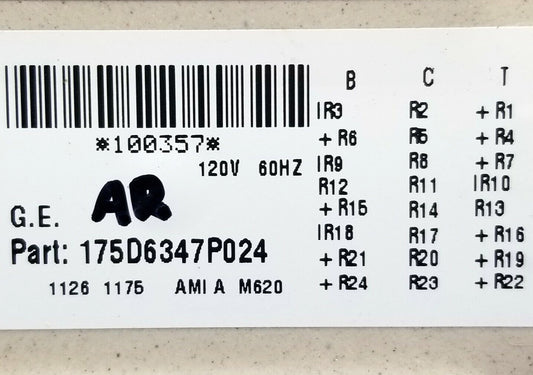 B C T
IR3 R2 + R1
*100357*
+ R6 R5 + R4
120V 60HZ
IR9 R8 + R7
R12 R11 IR10
AR
G.E.
+ R15 R14 R13
IR18 R17 + R16
Part: 175D6347P024
+ R21 R20 + R19
1126 1175 AMI A M620
+ R24 R23 + R22